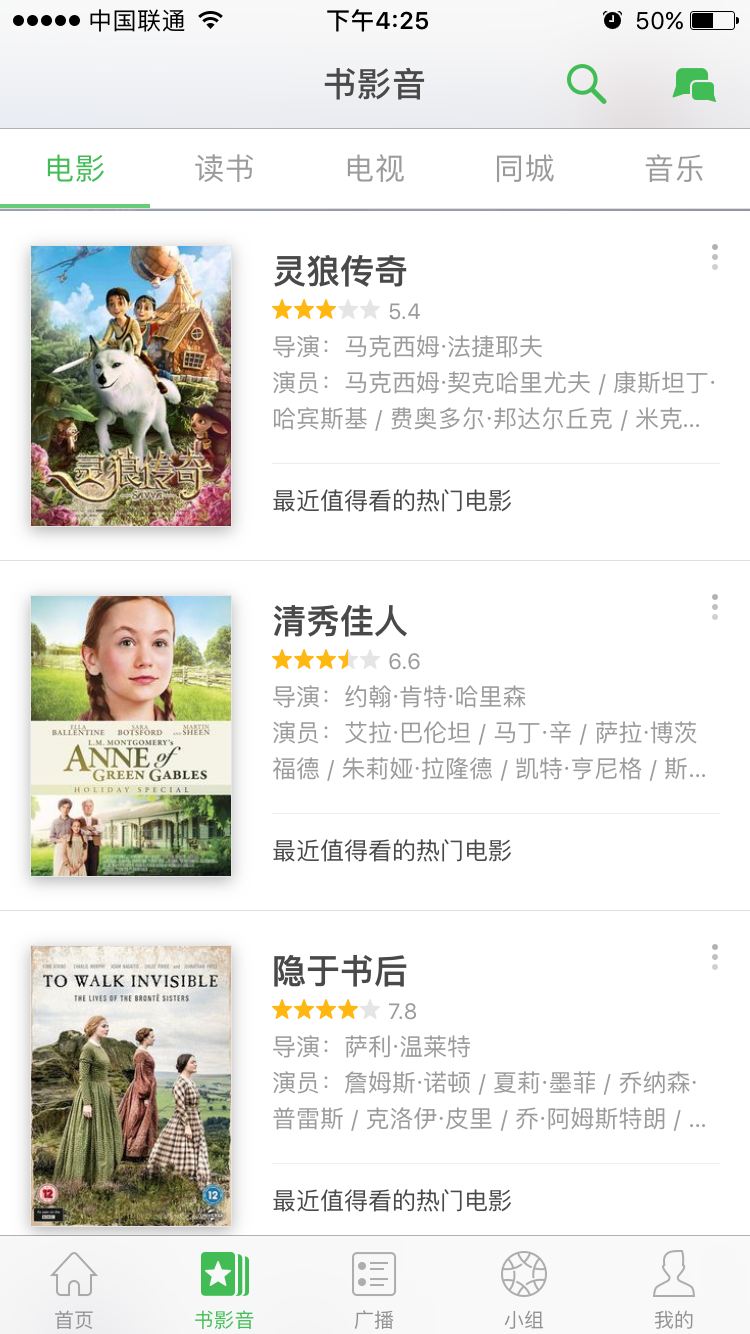 中国联通
下午4:25
50%
书影音
电影
读书
电视
同城
音乐
灵狼传奇
灵狼传奇
5.4
导演：马克西姆·法捷耶夫
演员：马克西姆·契克哈里尤夫 / 康斯坦丁·
哈宾斯基 / 费奥多尔·邦达尔丘克 / 米克...
最近值得看的热门电影
ELLA BALLENTINE
SARA BOTSFORD
AND MARTIN SHEEN
L.M. MONTGOMERY'S
ANNE of
GREEN GABLES
HOLIDAY SPECIAL
清秀佳人
6.6
导演：约翰·肯特·哈里森
演员：艾拉·巴伦坦 / 马丁·辛 / 萨拉·博茨
福德 / 朱莉娅·拉隆德 / 凯特·亨尼格 / 斯...
最近值得看的热门电影
TO WALK INVISIBLE
THE LIVES OF THE BRONTË SISTERS
12
12
隐于书后
7.8
导演：萨利·温莱特
演员：詹姆斯·诺顿 / 夏莉·墨菲 / 乔纳森·
普雷斯 / 克洛伊·皮里 / 乔·阿姆斯特朗 / ...
最近值得看的热门电影
首页
书影音
广播
小组
我的